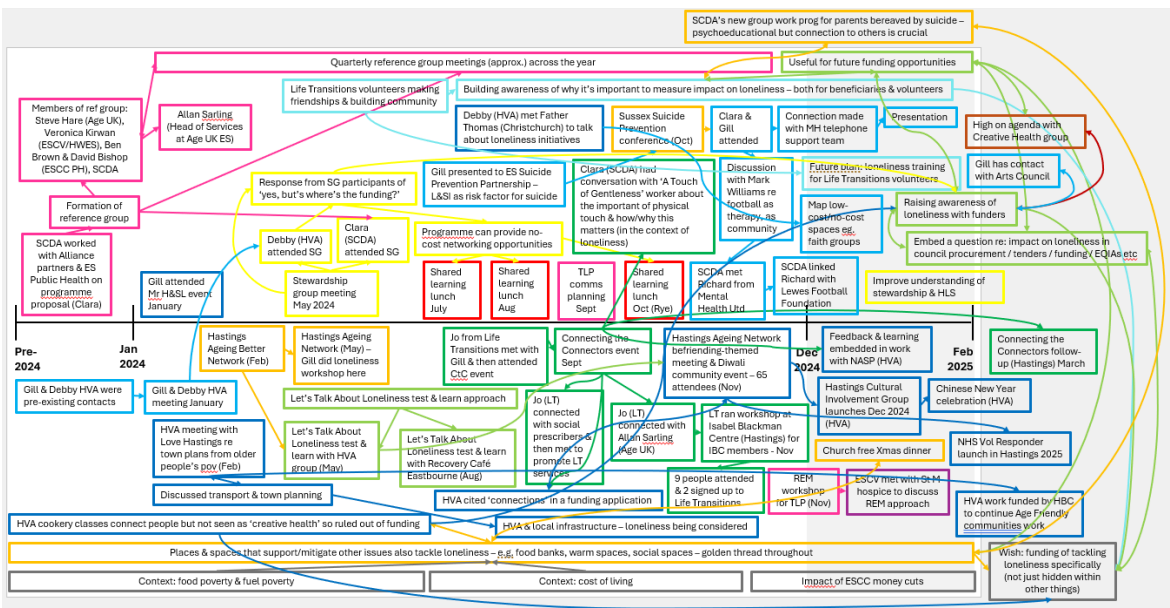 SCDA's new group work prog for parents bereaved by suicide –
psychoeducational but connection to others is crucial
Quarterly reference group meetings (approx.) across the year
Useful for future funding opportunities
Life Transitions volunteers making
friendships & building community
Building awareness of why it's important to measure impact on loneliness – both for beneficiaries & volunteers
Members of ref group:
Steve Hare (Age UK),
Veronica Kirwan
(ESCV/HWES), Ben
Brown & David Bishop
(ESCC PH), SCDA
Allan Sarling
(Head of Services
at Age UK ES)
Debby (HVA) met Father
Thomas (Christchurch) to talk
about loneliness initiatives
Sussex Suicide
Prevention
conference (Oct)
Clara &
Gill
attended
Connection made
with MH telephone
support team
Presentation
High on agenda with
Creative Health group
Response from SG participants of
'yes, but's where's the funding?'
Gill presented to ES Suicide
Prevention Partnership –
L&SI as risk factor for suicide
Clara (SCDA) had
conversation with 'A Touch
of Gentleness' worker about
the important of physical
touch & how/why this
matters (in the context of
loneliness)
Discussion
with Mark
Williams re
football as
therapy, as
community
Future plan: loneliness training
for Life Transitions volunteers
Gill has contact
with Arts Council
Formation of
reference group
Map low-
cost/no-cost
spaces eg.
faith groups
Raising awareness of
loneliness with funders
SCDA worked
with Alliance
partners & ES
Public Health on
programme
proposal (Clara)
Debby (HVA)
attended SG
Clara
(SCDA)
attended SG
Programme can provide no-
cost networking opportunities
Embed a question re: impact on loneliness in
council procurement / tenders / funding / EQIAs etc
Gill attended
Mr H&SL event
January
Stewardship
group meeting
May 2024
Shared
learning
lunch
July
Shared
learning
lunch
Aug
TLP
comms
planning
Sept
Shared
learning
lunch
Oct (Rye)
SCDA met
Richard from
Mental
Health Utd
SCDA linked
Richard with
Lewes Football
Foundation
Improve understanding of
stewardship & HLS
Pre-
2024
Jan
2024
Dec
2024
Feb
2025
Hastings
Ageing Better
Network (Feb)
Hastings Ageing
Network (May) –
Gill did loneliness
workshop here
Jo from Life
Transitions met with
Gill & then attended
CtC event
Connecting the
Connectors event
Sept
Hastings Ageing Network
befriending-themed
meeting & Diwali
community event – 65
attendees (Nov)
Feedback & learning
embedded in work
with NASP (HVA)
Connecting the
Connectors follow-
up (Hastings) March
Gill & Debby HVA were
pre-existing contacts
Gill & Debby HVA
meeting January
Let's Talk About Loneliness test & learn approach
Hastings Cultural
Involvement Group
launches Dec 2024
(HVA)
Chinese New Year
celebration (HVA)
HVA meeting with
Love Hastings re
town plans from older
people's pov (Feb)
Let's Talk About
Loneliness test &
learn with HVA
group (May)
Let's Talk About
Loneliness test & learn
with Recovery Café
Eastbourne (Aug)
Jo (LT)
connected
with social
prescribers &
then met to
promote LT
services
Jo (LT)
connected with
Allan Sarling
(Age UK)
LT ran workshop at
Isabel Blackman
Centre (Hastings) for
IBC members - Nov
Church free Xmas dinner
NHS Vol Responder
launch in Hastings 2025
Discussed transport & town planning
HVA cited 'connections' in a funding application
9 people attended
& 2 signed up to
Life Transitions
REM
workshop
for TLP (Nov)
ESCV met with St M
hospice to discuss
REM approach
HVA work funded by HBC
to continue Age Friendly
communities work
HVA cookery classes connect people but not seen as 'creative health' so ruled out of funding
HVA & local infrastructure – loneliness being considered
Places & spaces that support/mitigate other issues also tackle loneliness – e.g. food banks, warm spaces, social spaces – golden thread throughout
Wish: funding of tackling
loneliness specifically
(not just hidden within
other things)
Context: food poverty & fuel poverty
Context: cost of living
Impact of ESCC money cuts